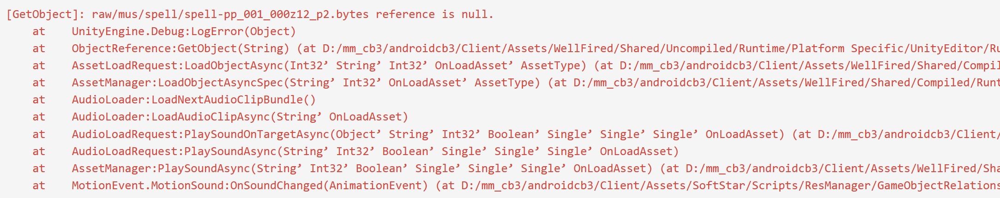 [GetObject]: raw/mus/spell/spell-pp_001_000z12_p2.bytes reference is null.
at UnityEngine.Debug:LogError(Object)
at ObjectReference:GetObject(String) (at D:/mm_cb3/androidcb3/Client/Assets/WellFired/Shared/Uncompiled/Runtime/Platform Specific/UnityEditor/Ru
at AssetLoadRequest:LoadObjectAsync(Int32’ String’ Int32’ OnLoadAsset’ AssetType) (at D:/mm_cb3/androidcb3/Client/Assets/WellFired/Shared/Compil
at AssetManager:LoadObjectAsyncSpec(String’ Int32’ OnLoadAsset’ AssetType) (at D:/mm_cb3/androidcb3/Client/Assets/WellFired/Shared/Compiled/Runt
at AudioLoader:LoadNextAudioClipBundle()
at AudioLoader:LoadAudioClipAsync(String’ OnLoadAsset)
at AudioLoadRequest:PlaySoundOnTargetAsync(Object’ String’ Int32’ Boolean’ Single’ Single’ Single’ OnLoadAsset) (at D:/mm_cb3/androidcb3/Client/
at AudioLoadRequest:PlaySoundAsync(String’ Int32’ Boolean’ Single’ Single’ Single’ OnLoadAsset)
at AssetManager:PlaySoundAsync(String’ Int32’ Boolean’ Single’ Single’ Single’ OnLoadAsset) (at D:/mm_cb3/androidcb3/Client/Assets/WellFired/Sha
at MotionEvent.MotionSound:OnSoundChanged(AnimationEvent) (at D:/mm_cb3/androidcb3/Client/Assets/SoftStar/Scripts/ResManager/GameObjectRelations